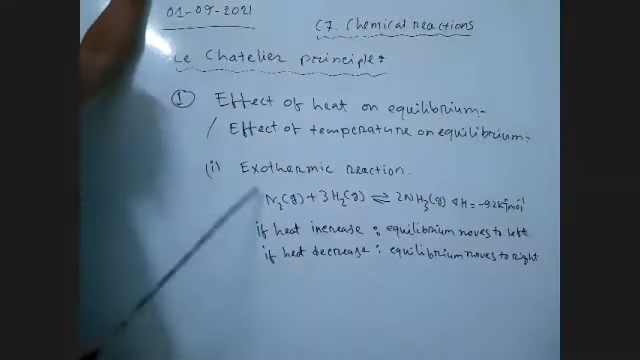 01-09-2021
C7. Chemical reactions
Le Chatelier principle:
① Effect of heat on equilibrium-
/ Effect of temperature on equilibrium-
(i) Exothermic reaction.
N₂(g) + 3H₂(g) ⇌ 2NH₃(g) ΔH = -92kJmol⁻¹
if heat increase : equilibrium moves to left
if heat decrease : equilibrium moves to right